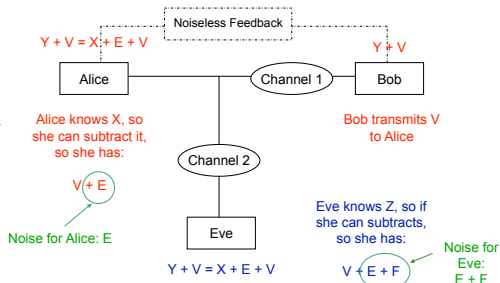 Noiseless Feedback
Y + V = X + E + V
Y + V
Alice
Channel 1
Bob
Alice knows X, so
she can subtract it,
so she has:
Bob transmits V
to Alice
Channel 2
V + E
Noise for Alice: E
Eve
Eve knows Z, so if
she can subtracts,
so she has:
Y + V = X + E + V
V + E + F
Noise for
Eve:
E + F